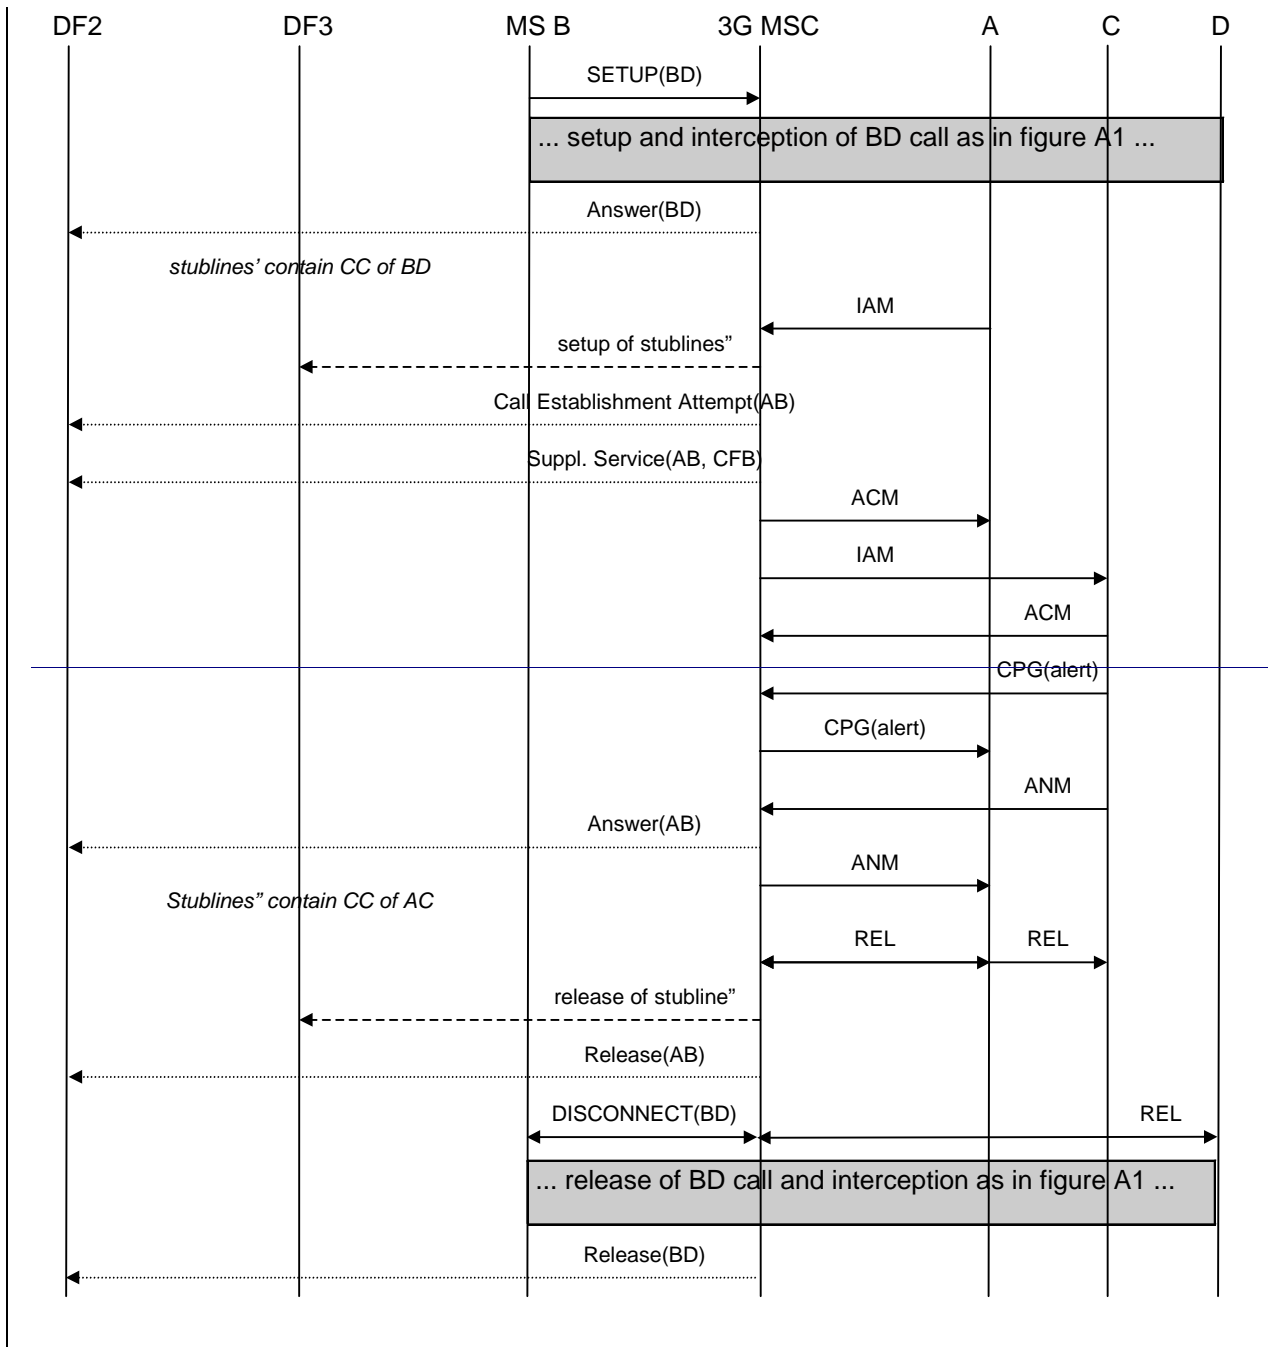 DF2 DF3 MS B 3G MSC A C D
SETUP(BD)
... setup and interception of BD call as in figure A1 ...
Answer(BD)
stublines’ contain CC of BD
IAM
setup of stublines”
Call Establishment Attempt(AB)
Suppl. Service(AB, CFB)
ACM
IAM
ACM
CPG(alert)
CPG(alert)
ANM
Answer(AB)
ANM
Stublines” contain CC of AC
REL REL
release of stubline”
Release(AB)
DISCONNECT(BD) REL
... release of BD call and interception as in figure A1 ...
Release(BD)